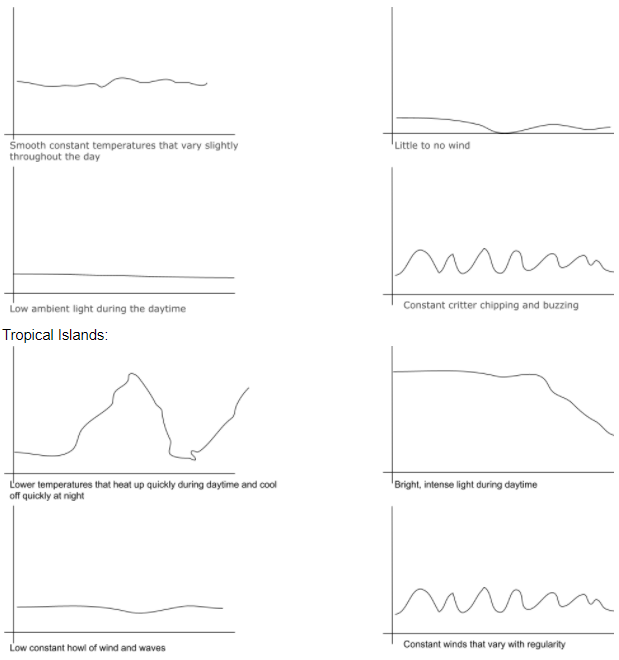 Smooth constant temperatures that vary slightly
throughout the day
Little to no wind
Low ambient light during the daytime
Constant critter chipping and buzzing
Tropical Islands:
Lower temperatures that heat up quickly during daytime and cool
off quickly at night
Bright, intense light during daytime
Low constant howl of wind and waves
Constant winds that vary with regularity